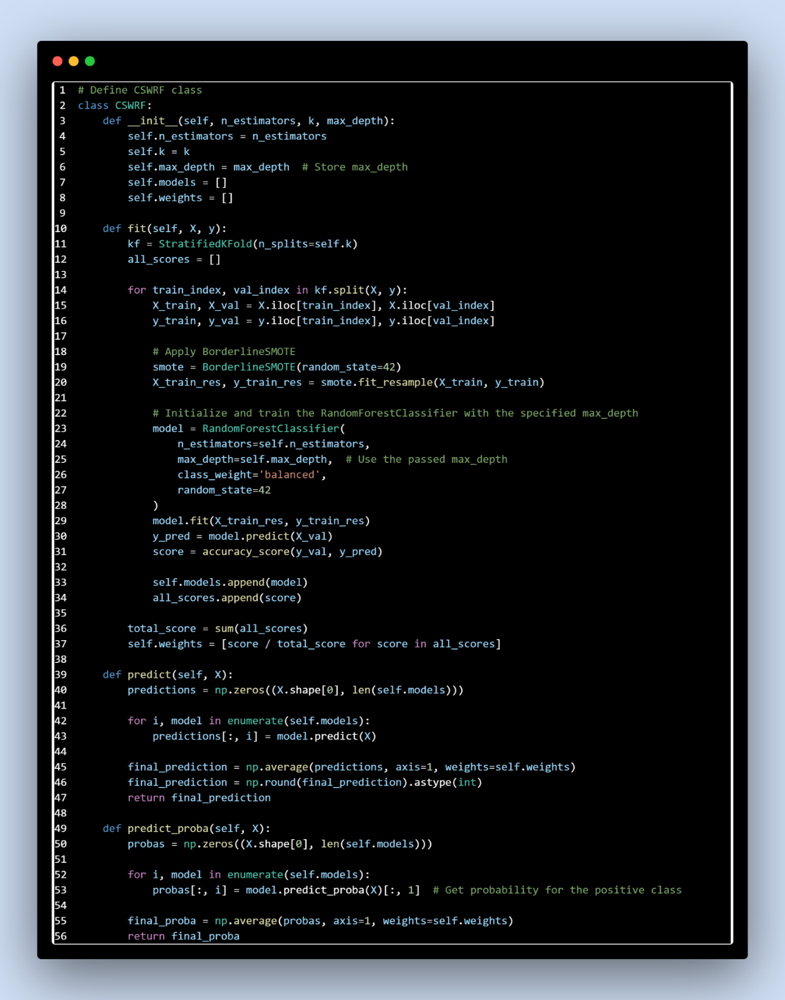 1 # Define CSWRF class
2 class CSWRF:
3     def __init__(self, n_estimators, k, max_depth):
4         self.n_estimators = n_estimators
5         self.k = k
6         self.max_depth = max_depth  # Store max_depth
7         self.models = []
8         self.weights = []
9
10     def fit(self, X, y):
11         kf = StratifiedKFold(n_splits=self.k)
12         all_scores = []
13
14         for train_index, val_index in kf.split(X, y):
15             X_train, X_val = X.iloc[train_index], X.iloc[val_index]
16             y_train, y_val = y.iloc[train_index], y.iloc[val_index]
17
18             # Apply BorderlineSMOTE
19             smote = BorderlineSMOTE(random_state=42)
20             X_train_res, y_train_res = smote.fit_resample(X_train, y_train)
21
22             # Initialize and train the RandomForestClassifier with the specified max_depth
23             model = RandomForestClassifier(
24                 n_estimators=self.n_estimators,
25                 max_depth=self.max_depth,  # Use the passed max_depth
26                 class_weight='balanced',
27                 random_state=42
28             )
29             model.fit(X_train_res, y_train_res)
30             y_pred = model.predict(X_val)
31             score = accuracy_score(y_val, y_pred)
32
33             self.models.append(model)
34             all_scores.append(score)
35
36         total_score = sum(all_scores)
37         self.weights = [score / total_score for score in all_scores]
38
39     def predict(self, X):
40         predictions = np.zeros((X.shape[0], len(self.models)))
41
42         for i, model in enumerate(self.models):
43             predictions[:, i] = model.predict(X)
44
45         final_prediction = np.average(predictions, axis=1, weights=self.weights)
46         final_prediction = np.round(final_prediction).astype(int)
47         return final_prediction
48
49     def predict_proba(self, X):
50         probas = np.zeros((X.shape[0], len(self.models)))
51
52         for i, model in enumerate(self.models):
53             probas[:, i] = model.predict_proba(X)[:, 1]  # Get probability for the positive class
54
55         final_proba = np.average(probas, axis=1, weights=self.weights)
56         return final_proba